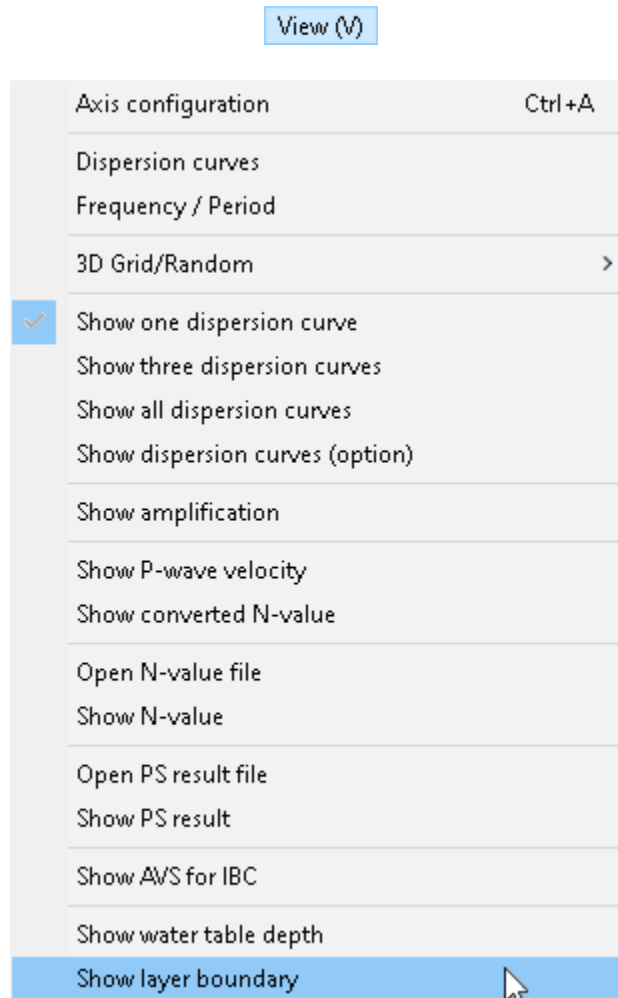 View (V)
Axis configuration Ctrl+A
Dispersion curves
Frequency / Period
3D Grid/Random
Show one dispersion curve
Show three dispersion curves
Show all dispersion curves
Show dispersion curves (option)
Show amplification
Show P-wave velocity
Show converted N-value
Open N-value file
Show N-value
Open PS result file
Show PS result
Show AVS for IBC
Show water table depth
Show layer boundary